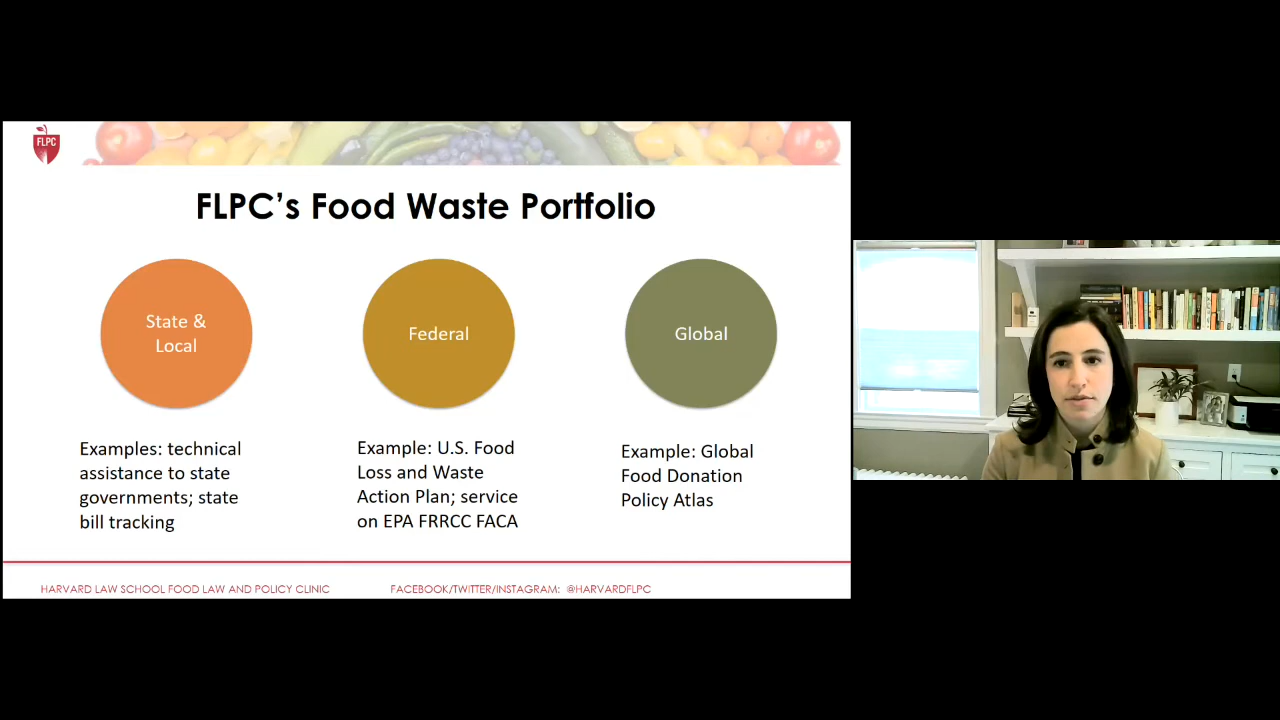 FLPC
FLPC's Food Waste Portfolio
State &
Local
Federal
Global
Examples: technical
assistance to state
governments; state
bill tracking
Example: U.S. Food
Loss and Waste
Action Plan; service
on EPA FRRCC FACA
Example: Global
Food Donation
Policy Atlas
HARVARD LAW SCHOOL FOOD LAW AND POLICY CLINIC
FACEBOOK/TWITTER/INSTAGRAM: @HARVARDFLPC